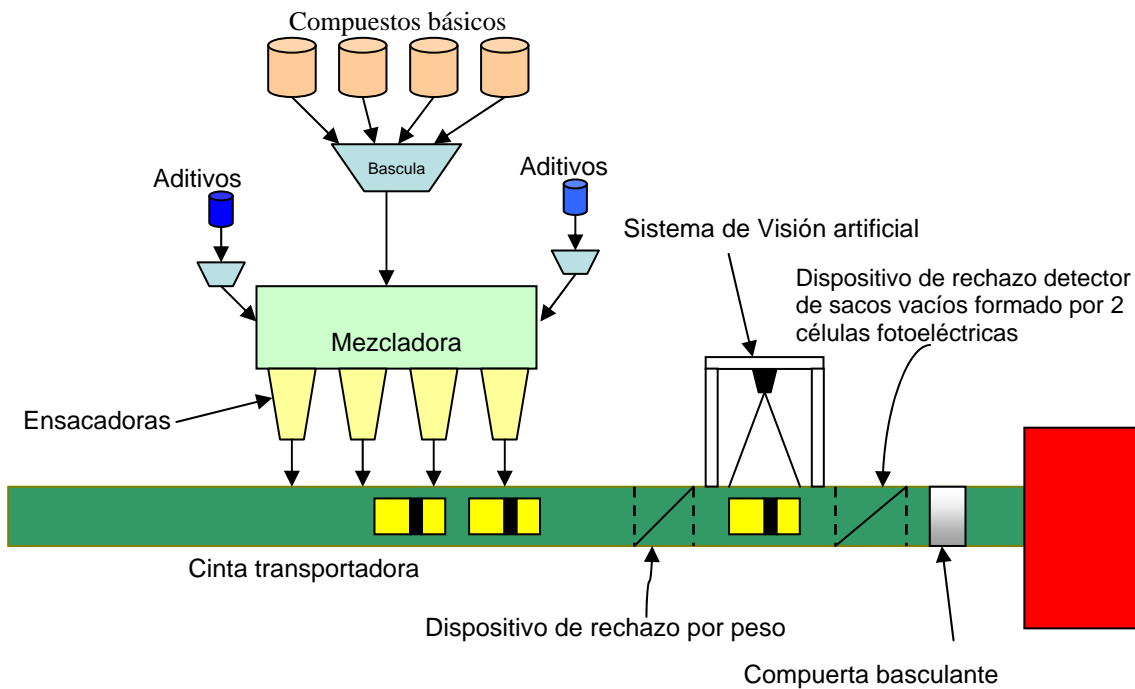 Compuestos básicos
Bascula
Aditivos
Aditivos
Sistema de Visión artificial
Dispositivo de rechazo detector
de sacos vacíos formado por 2
células fotoeléctricas
Mezcladora
Ensacadoras
Cinta transportadora
Dispositivo de rechazo por peso
Compuerta basculante